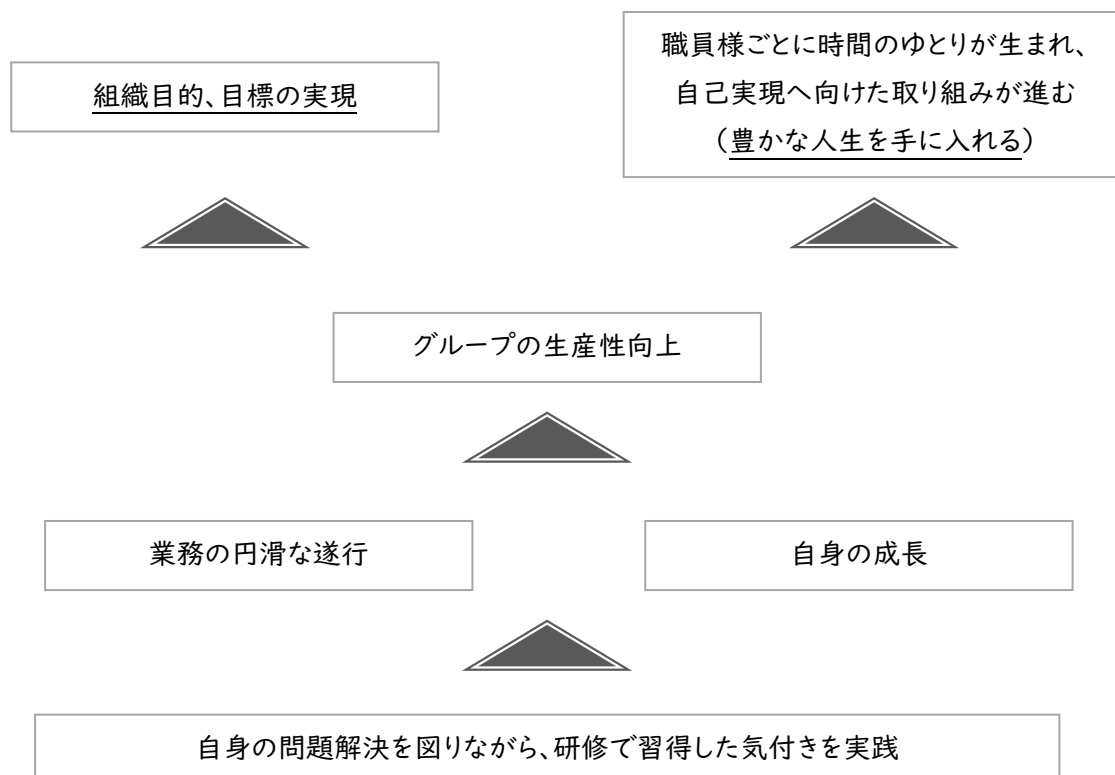 職員様ごとに時間のゆとりが生まれ、
自己実現へ向けた取り組みが進む
（豊かな人生を手に入れる）
組織目的、目標の実現
グループの生産性向上
業務の円滑な遂行
自身の成長
自身の問題解決を図りながら、研修で習得した気付きを実践